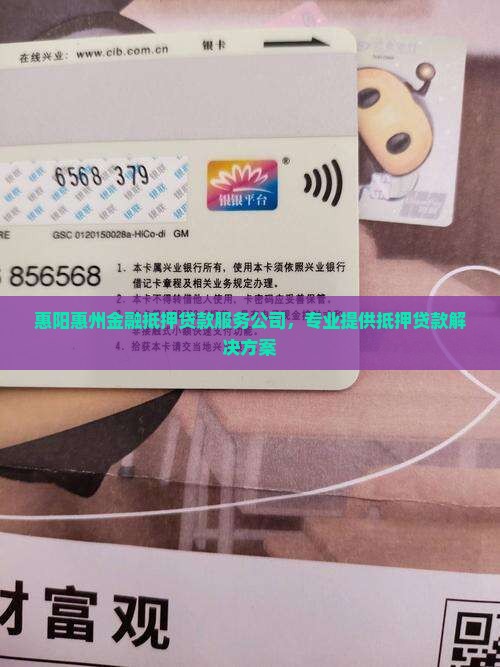 在线兴业：www.cib.com.cn
银卡
6568 379
银银平台
®
RE GSC 0120150028a-HiCo-di GM
856568
1. 本卡属兴业银行所有，使用本卡须依照兴业银行
借记卡章程及相关业务规定办理。
2. 本卡不得转借他人使用，卡密码应妥善保管。
惠阳惠州金融抵押贷款服务公司，专业提供抵押贷款解
决方案
4. 拾获本卡请交当地兴
财富观